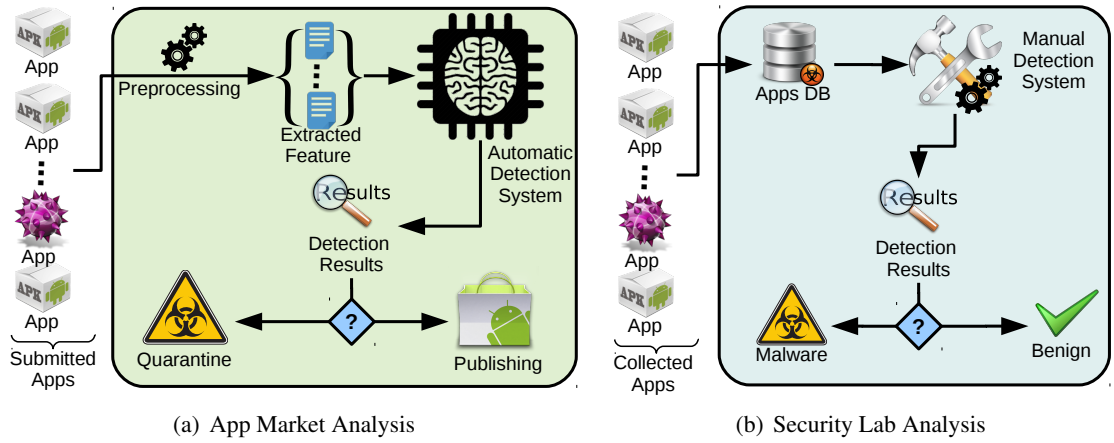 APK
App
APK
App
App
APK
App
Submitted
Apps
Preprocessing
Extracted
Feature
Automatic
Detection
System
Results
Detection
Results
?
Quarantine
Publishing
(a) App Market Analysis
APK
App
APK
App
App
APK
App
Collected
Apps
Apps DB
Manual
Detection
System
Results
Detection
Results
?
Malware
Benign
(b) Security Lab Analysis